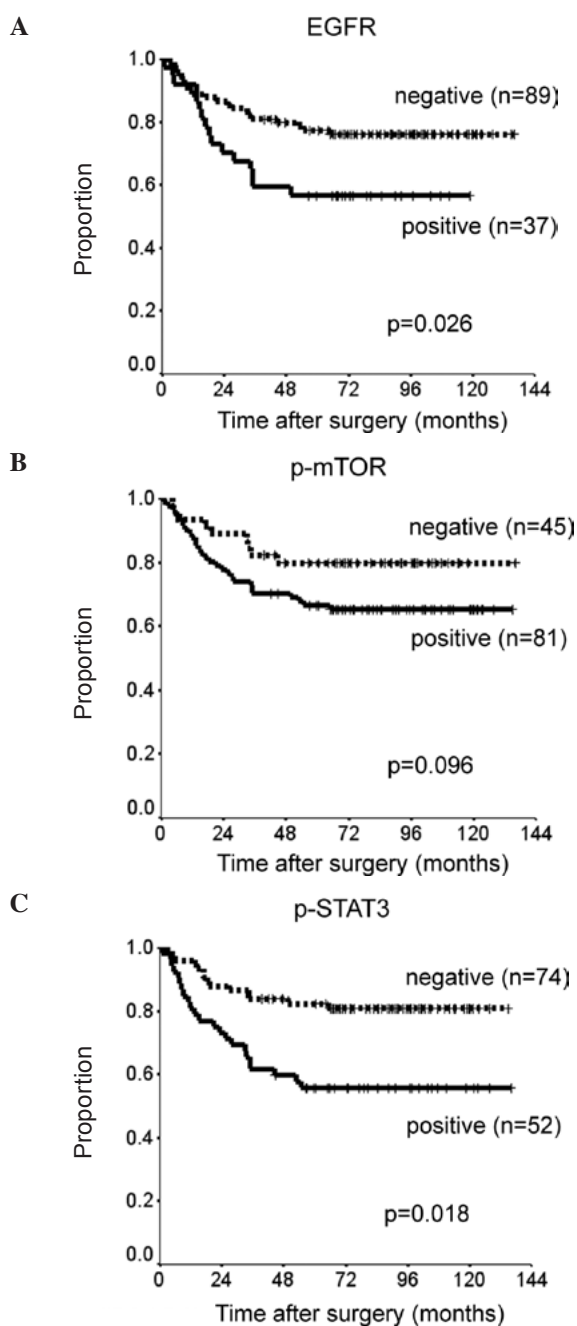 A
EGFR
1.0
0.8
0.6
0.4
0.2
0.0
Proportion
negative (n=89)
positive (n=37)
p=0.026
0 24 48 72 96 120 144
Time after surgery (months)
B
p-mTOR
1.0
0.8
0.6
0.4
0.2
0.0
Proportion
negative (n=45)
positive (n=81)
p=0.096
0 24 48 72 96 120 144
Time after surgery (months)
C
p-STAT3
1.0
0.8
0.6
0.4
0.2
0.0
Proportion
negative (n=74)
positive (n=52)
p=0.018
0 24 48 72 96 120 144
Time after surgery (months)